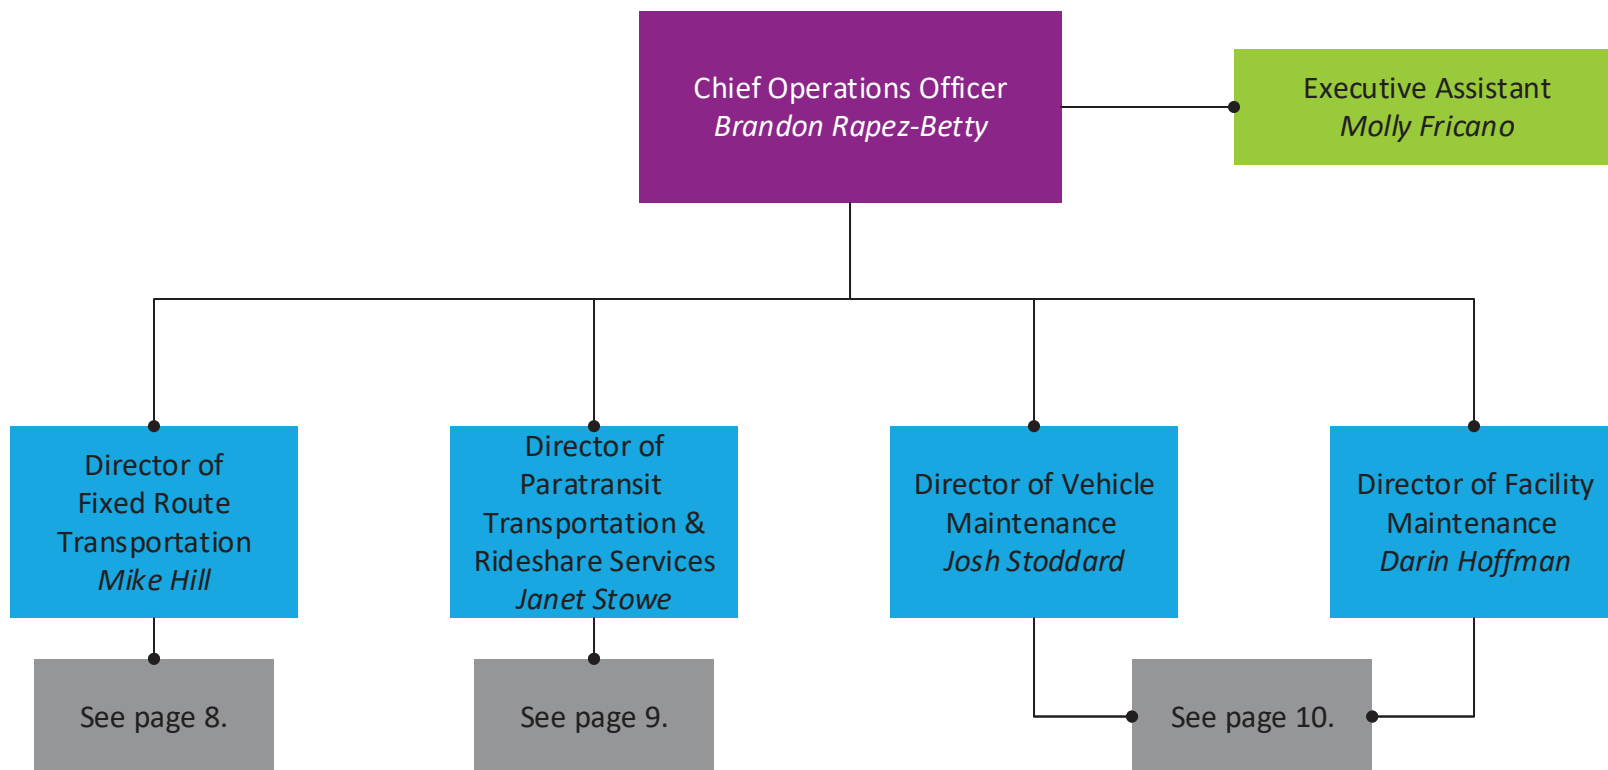 Chief Operations Officer
Brandon Rapez-Betty
Executive Assistant
Molly Fricano
Director of
Fixed Route
Transportation
Mike Hill
Director of
Paratransit
Transportation &
Rideshare Services
Janet Stowe
Director of Vehicle
Maintenance
Josh Stoddard
Director of Facility
Maintenance
Darin Hoffman
See page 8.
See page 9.
See page 10.